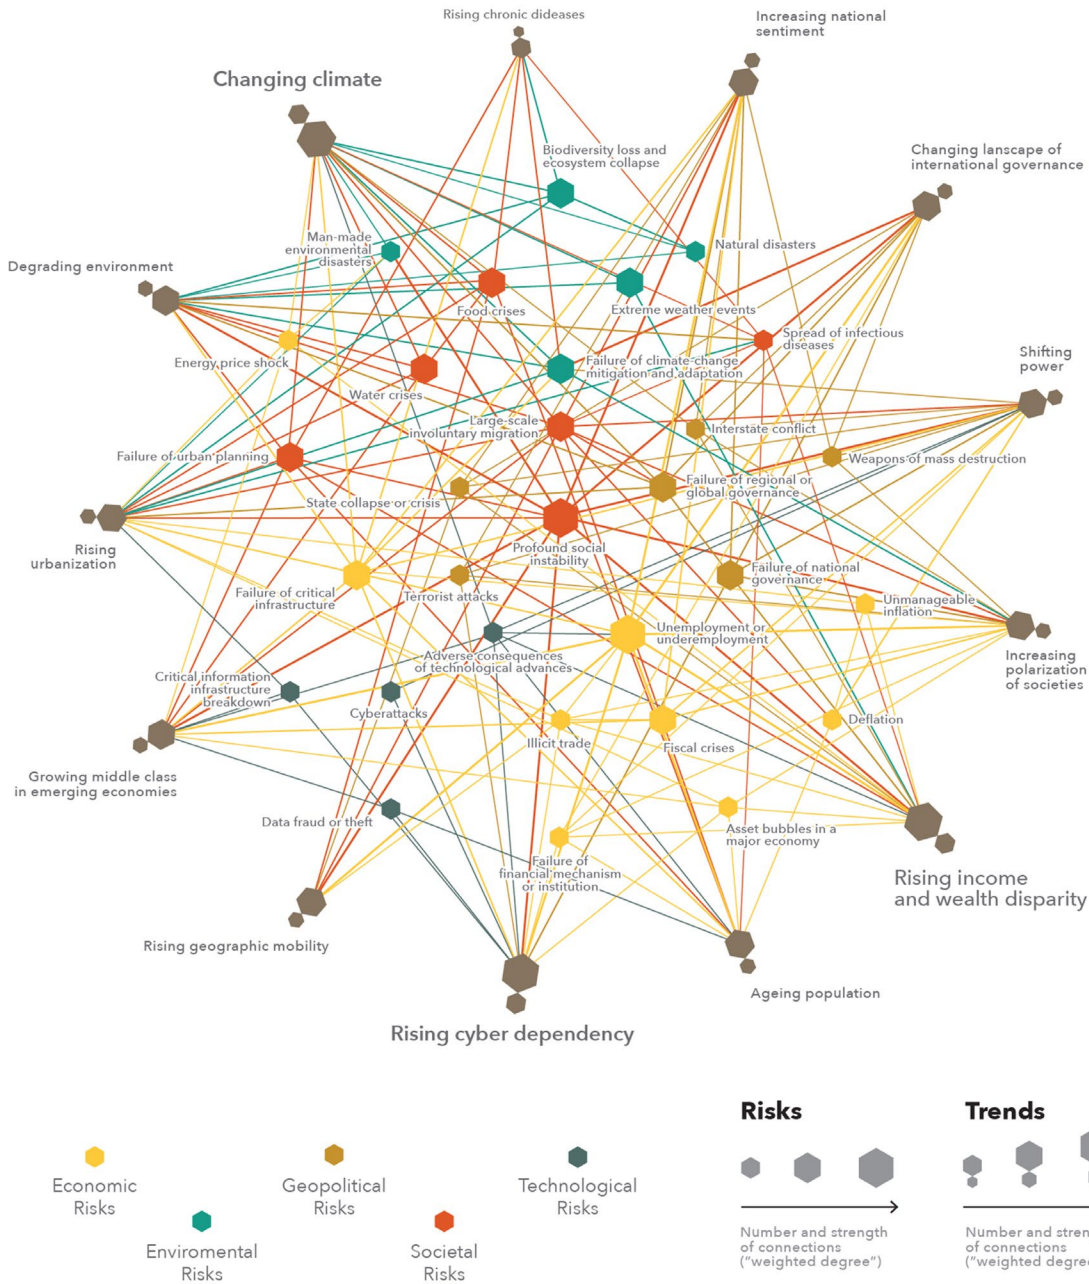 Rising chronic dideases
Increasing national
sentiment
Changing climate
Biodiversity loss and
ecosystem collapse
Changing lanscape of
international governance
Man-made
environmental
disasters
Natural disasters
Degrading environment
Food crises
Extreme weather events
Spread of infectious
diseases
Energy price shock
Failure of climate-change
mitigation and adaptation
Shifting
power
Water crises
Large-scale
involuntary migration
Interstate conflict
Failure of urban planning
Weapons of mass destruction
State collapse or crisis
Failure of regional or
global governance
Rising
urbanization
Profound social
instability
Failure of critical
infrastructure
Terrorist attacks
Failure of national
governance
Unmanageable
inflation
Unemployment or
underemployment
Adverse consequences
of technological advances
Increasing
polarization
of societies
Critical information
infrastructure
breakdown
Cyberattacks
Illicit trade
Fiscal crises
Deflation
Growing middle class
in emerging economies
Data fraud or theft
Asset bubbles in a
major economy
Failure of
financial mechanism
or institution
Rising income
and wealth disparity
Rising geographic mobility
Ageing population
Rising cyber dependency
Risks
Trends
Economic
Risks
Geopolitical
Risks
Technological
Risks
Enviromental
Risks
Societal
Risks
Number and strength
of connections
("weighted degree")
Number and stren
of connections
("weighted degree